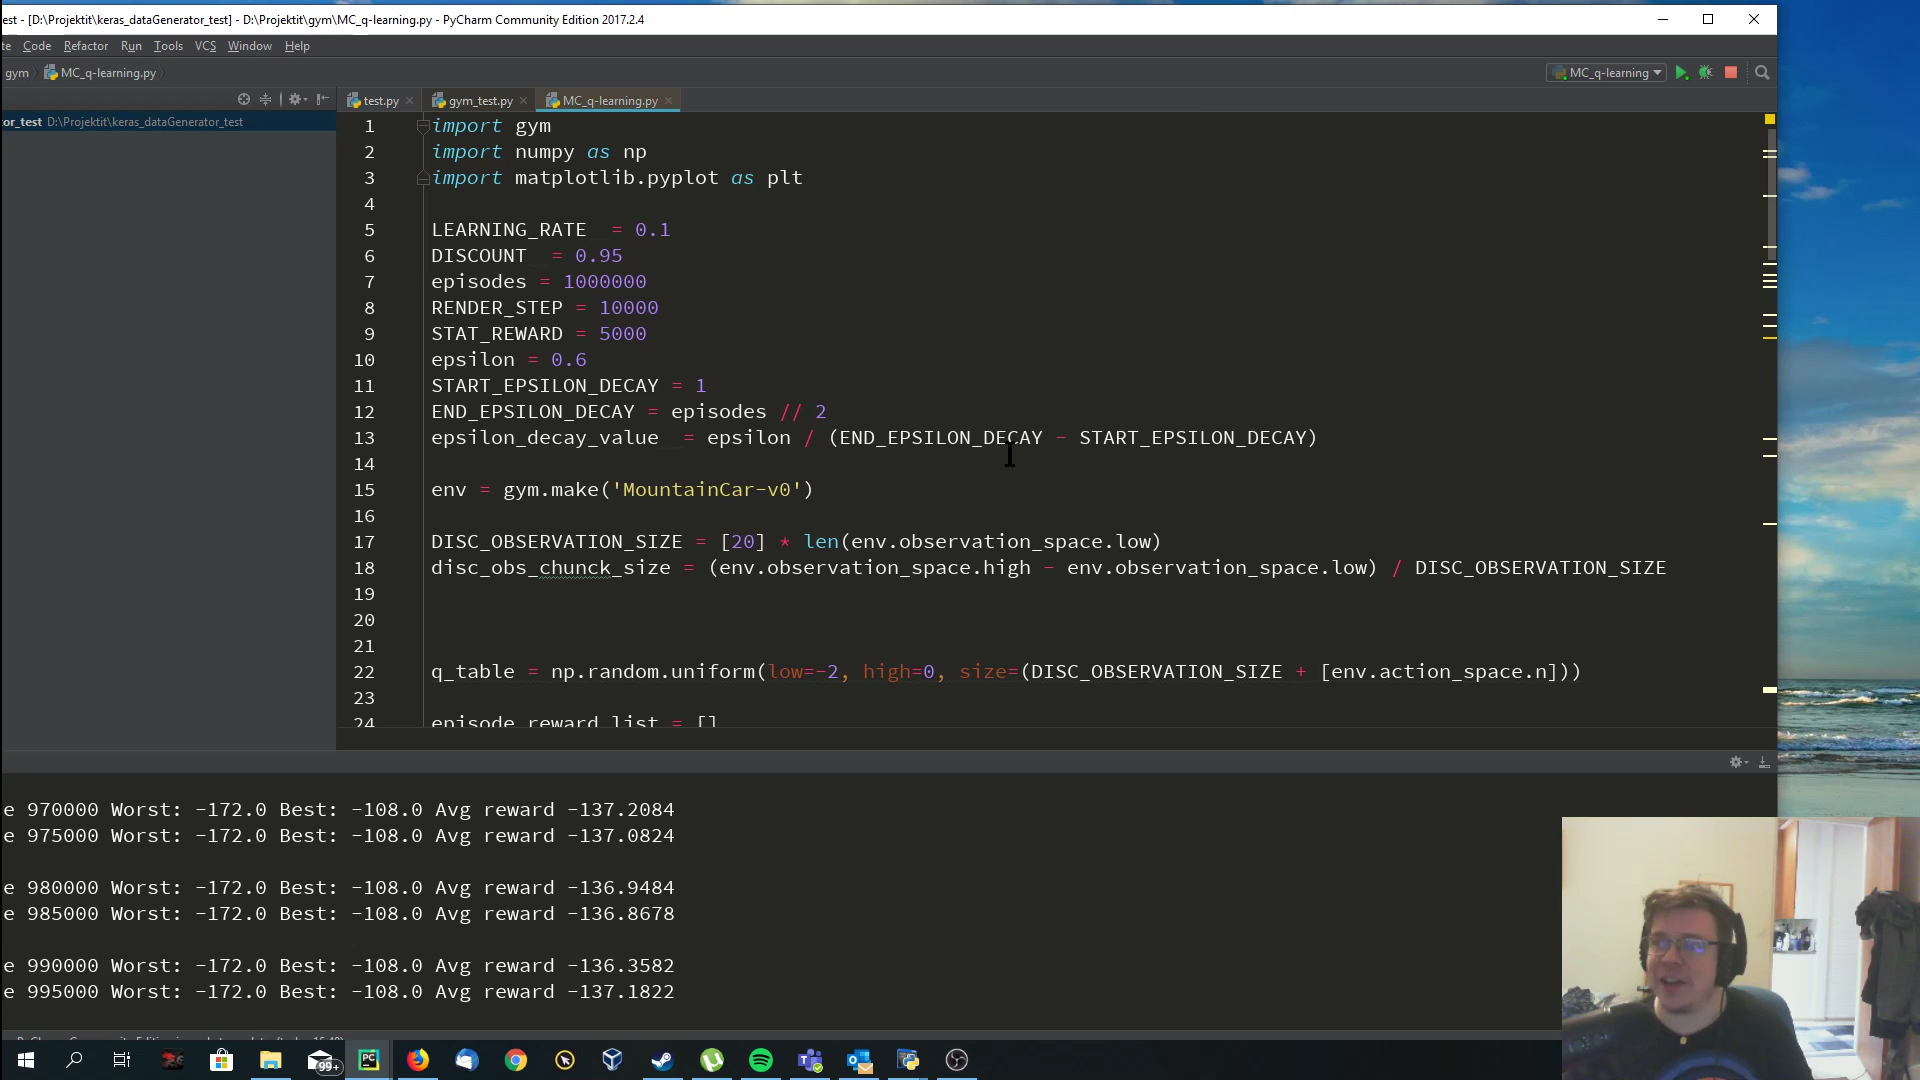 est - [D:\Projektit\keras_dataGenerator_test] - D:\Projektit\gym\MC_q-learning.py - PyCharm Community Edition 2017.2.4
te Code Refactor Run Tools VCS Window Help
gym MC_q-learning.py MC_q-learning
test.py gym_test.py MC_q-learning.py
or_test D:\Projektit\keras_dataGenerator_test
1 import gym
2 import numpy as np
3 import matplotlib.pyplot as plt
4
5 LEARNING_RATE = 0.1
6 DISCOUNT = 0.95
7 episodes = 1000000
8 RENDER_STEP = 10000
9 STAT_REWARD = 5000
10 epsilon = 0.6
11 START_EPSILON_DECAY = 1
12 END_EPSILON_DECAY = episodes // 2
13 epsilon_decay_value = epsilon / (END_EPSILON_DECAY - START_EPSILON_DECAY)
14
15 env = gym.make('MountainCar-v0')
16
17 DISC_OBSERVATION_SIZE = [20] * len(env.observation_space.low)
18 disc_obs_chunck_size = (env.observation_space.high - env.observation_space.low) / DISC_OBSERVATION_SIZE
19
20
21
22 q_table = np.random.uniform(low=-2, high=0, size=(DISC_OBSERVATION_SIZE + [env.action_space.n]))
23
24 episode_reward_list = []
e 970000 Worst: -172.0 Best: -108.0 Avg reward -137.2084
e 975000 Worst: -172.0 Best: -108.0 Avg reward -137.0824
e 980000 Worst: -172.0 Best: -108.0 Avg reward -136.9484
e 985000 Worst: -172.0 Best: -108.0 Avg reward -136.8678
e 990000 Worst: -172.0 Best: -108.0 Avg reward -136.3582
e 995000 Worst: -172.0 Best: -108.0 Avg reward -137.1822
PC
99+